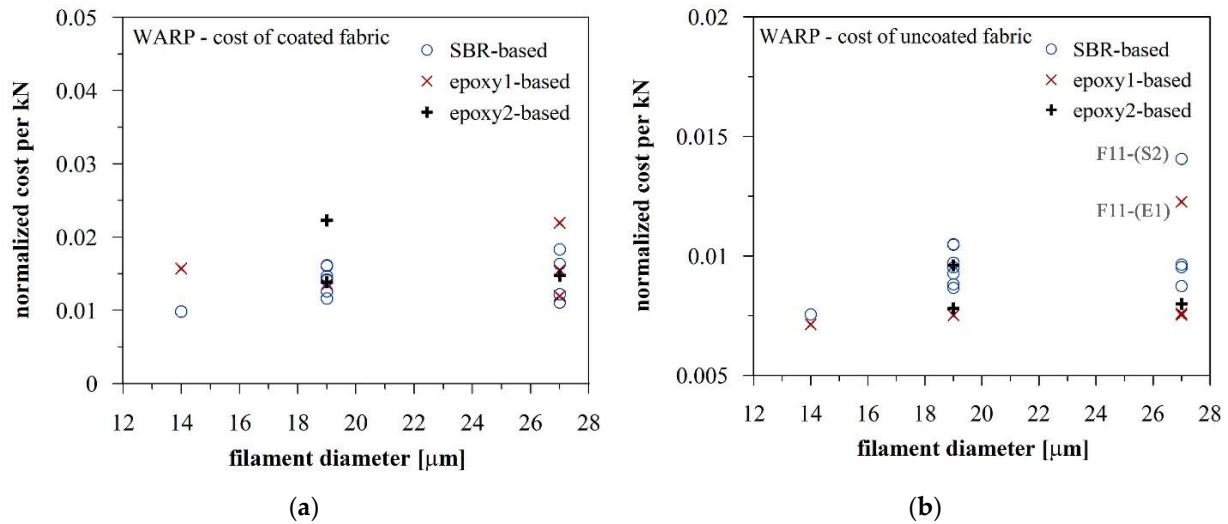 WARP - cost of coated fabric
SBR-based
epoxy1-based
epoxy2-based
normalized cost per kN
0.05
0.04
0.03
0.02
0.01
0
12 14 16 18 20 22 24 26 28
filament diameter [μm]
(a)
WARP - cost of uncoated fabric
SBR-based
epoxy1-based
epoxy2-based
F11-(S2)
F11-(E1)
normalized cost per kN
0.02
0.015
0.01
0.005
12 14 16 18 20 22 24 26 28
filament diameter [μm]
(b)